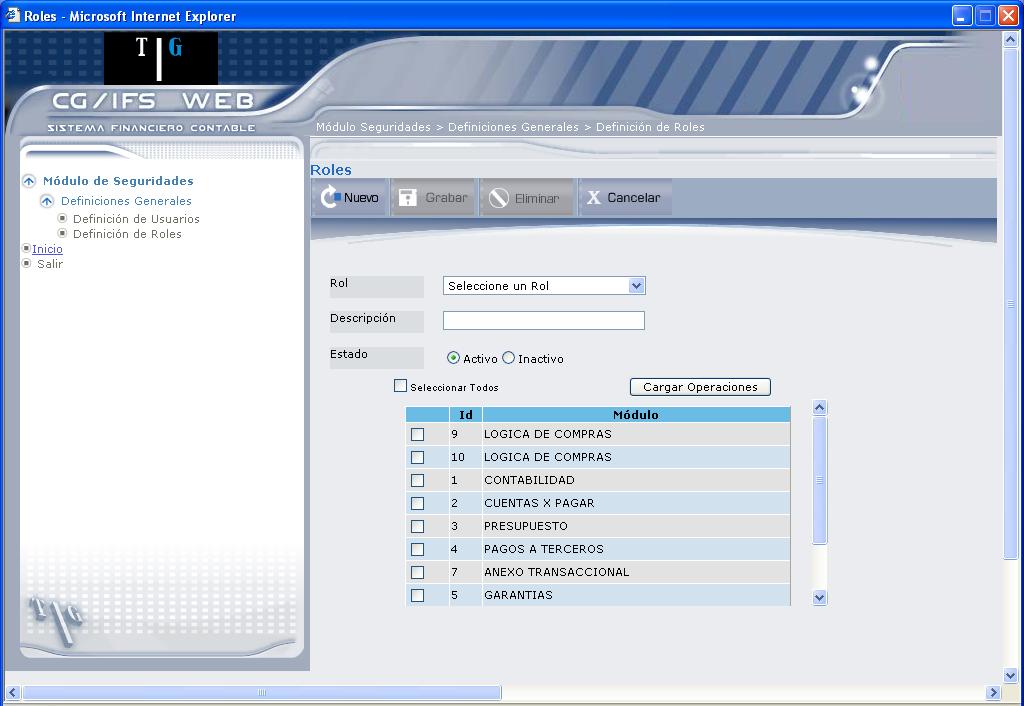 Roles - Microsoft Internet Explorer
T G
CG/IFS WEB
SISTEMA FINANCIERO CONTABLE
Módulo Seguridades > Definiciones Generales > Definición de Roles
Módulo de Seguridades
Definiciones Generales
Definición de Usuarios
Definición de Roles
Inicio
Salir
TG
Roles
Nuevo Grabar Eliminar X Cancelar
Rol Seleccione un Rol
Descripción
Estado Activo Inactivo
Seleccionar Todos Cargar Operaciones
Id Módulo
9 LOGICA DE COMPRAS
10 LOGICA DE COMPRAS
1 CONTABILIDAD
2 CUENTAS X PAGAR
3 PRESUPUESTO
4 PAGOS A TERCEROS
7 ANEXO TRANSACCIONAL
5 GARANTIAS